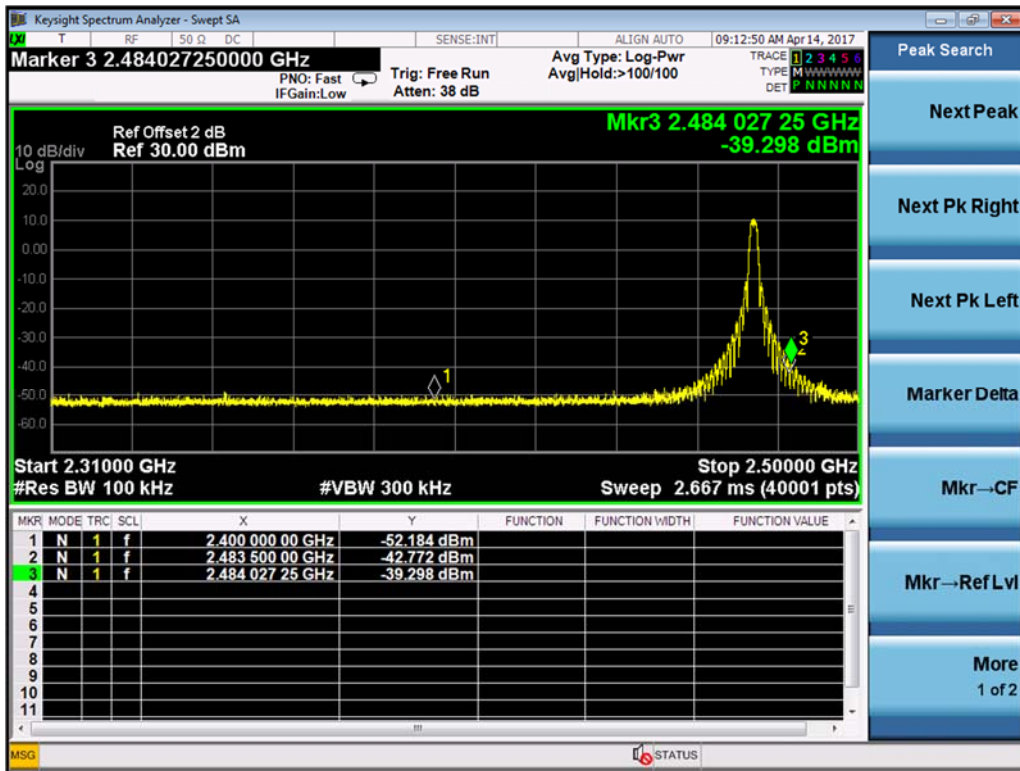 Keysight Spectrum Analyzer - Swept SA
LXI T RF 50 Ω DC SENSE:INT ALIGN AUTO 09:12:50 AM Apr 14, 2017
Marker 3 2.484027250000 GHz
PNO: Fast
IFGain:Low
Trig: Free Run
Atten: 38 dB
Avg Type: Log-Pwr
Avg|Hold:>100/100
TRACE 1 2 3 4 5 6
TYPE M W W W W W
DET P N N N N N
Peak Search
Mkr3 2.484 027 25 GHz
-39.298 dBm
Ref Offset 2 dB
10 dB/div Ref 30.00 dBm
Log
20.0
10.0
0.00
-10.0
-20.0
-30.0
-40.0
-50.0
-60.0
1
3
2
Start 2.31000 GHz Stop 2.50000 GHz
#Res BW 100 kHz #VBW 300 kHz Sweep 2.667 ms (40001 pts)
MKR MODE TRC SCL X Y FUNCTION FUNCTION WIDTH FUNCTION VALUE
1 N 1 f 2.400 000 00 GHz -52.184 dBm
2 N 1 f 2.483 500 00 GHz -42.772 dBm
3 N 1 f 2.484 027 25 GHz -39.298 dBm
4
5
6
7
8
9
10
11
Next Peak
Next Pk Right
Next Pk Left
Marker Delta
Mkr→CF
Mkr→Ref Lvl
More
1 of 2
MSG STATUS